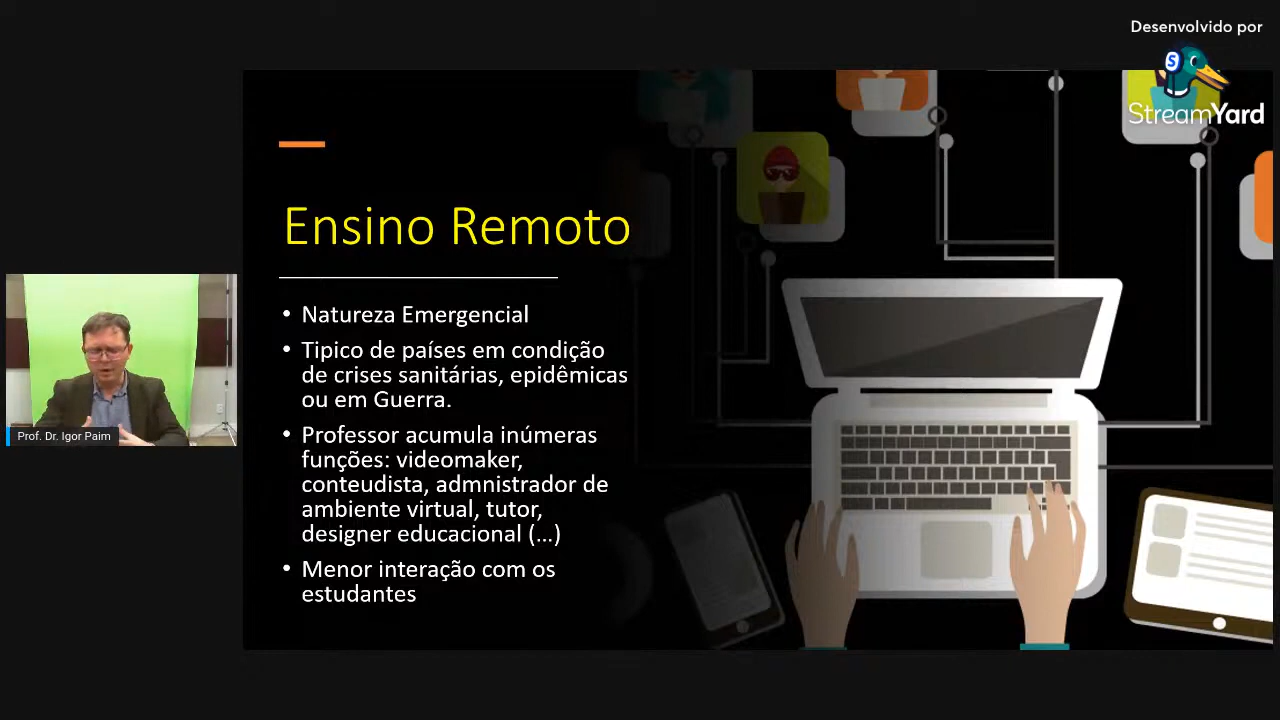 Desenvolvido por
StreamYard
Ensino Remoto
• Natureza Emergencial
• Tipico de países em condição
de crises sanitárias, epidêmicas
ou em Guerra.
• Professor acumula inúmeras
funções: videomaker,
conteudista, admnistrador de
ambiente virtual, tutor,
designer educacional (...)
• Menor interação com os
estudantes
Prof. Dr. Igor Paim